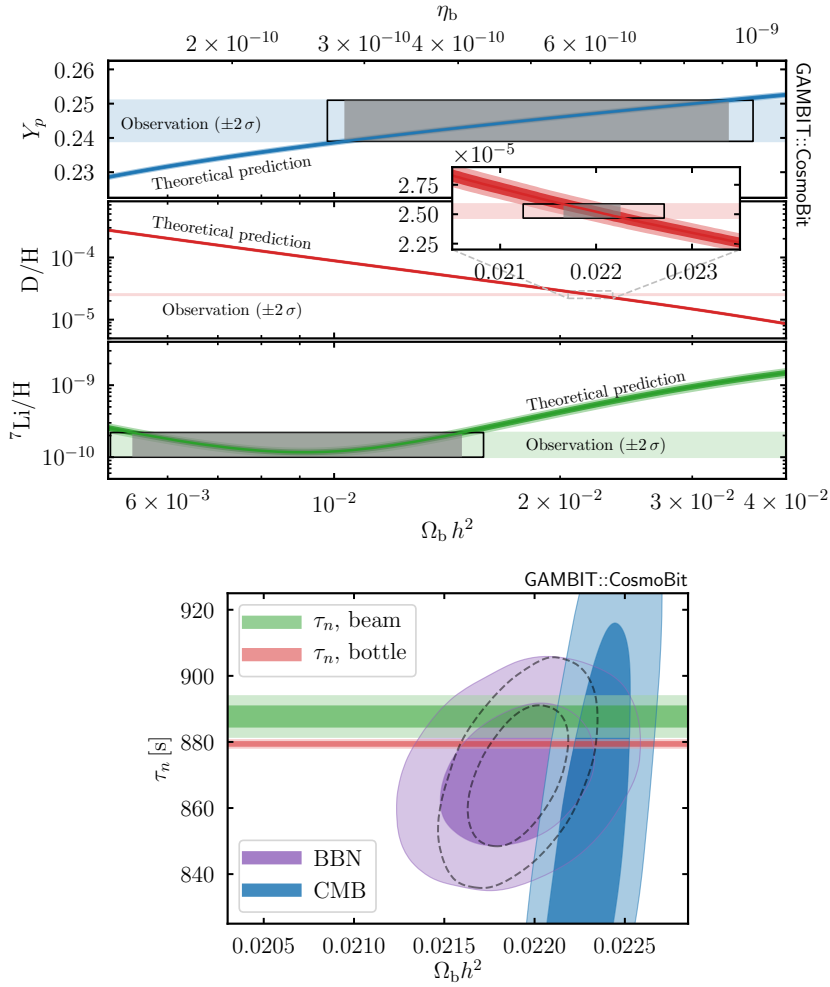 η_b
2 × 10⁻¹⁰ 3 × 10⁻¹⁰ 4 × 10⁻¹⁰ 6 × 10⁻¹⁰ 10⁻⁹
GAMBIT::CosmoBit
Y_p
0.26
0.25
0.24
0.23
Observation (±2 σ)
Theoretical prediction
×10⁻⁵
2.75
2.50
2.25
0.021 0.022 0.023
D/H
10⁻⁴
10⁻⁵
Theoretical prediction
Observation (±2 σ)
⁷Li/H
10⁻⁹
10⁻¹⁰
Theoretical prediction
Observation (±2 σ)
6 × 10⁻³ 10⁻² 2 × 10⁻² 3 × 10⁻² 4 × 10⁻²
Ω_b h²
GAMBIT::CosmoBit
τ_n, beam
τ_n, bottle
τ_n [s]
920
900
880
860
840
BBN
CMB
0.0205 0.0210 0.0215 0.0220 0.0225
Ω_b h²